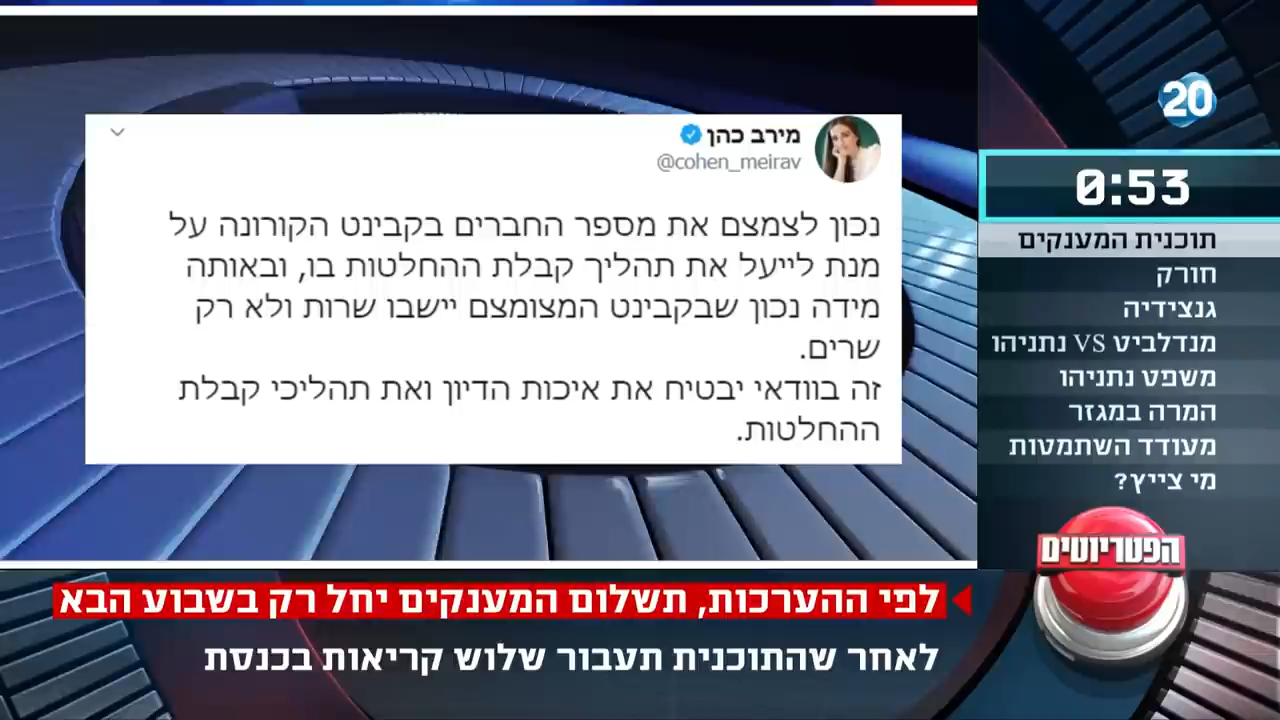 מירב כהן
@cohen_meirav
נכון לצמצם את מספר החברים בקבינט הקורונה על
מנת לייעל את תהליך קבלת ההחלטות בו, ובאותה
מידה נכון שבקבינט המצומצם יישבו שרות ולא רק
שרים.
זה בוודאי יבטיח את איכות הדיון ואת תהליכי קבלת
ההחלטות.
20
0:53
תוכנית המענקים
חורק
גנצידיה
מנדלביט VS נתניהו
משפט נתניהו
המרה במגזר
מעודד השתמטות
מי צייץ?
הפטריוטים
לפי ההערכות, תשלום המענקים יחל רק בשבוע הבא
לאחר שהתוכנית תעבור שלוש קריאות בכנסת